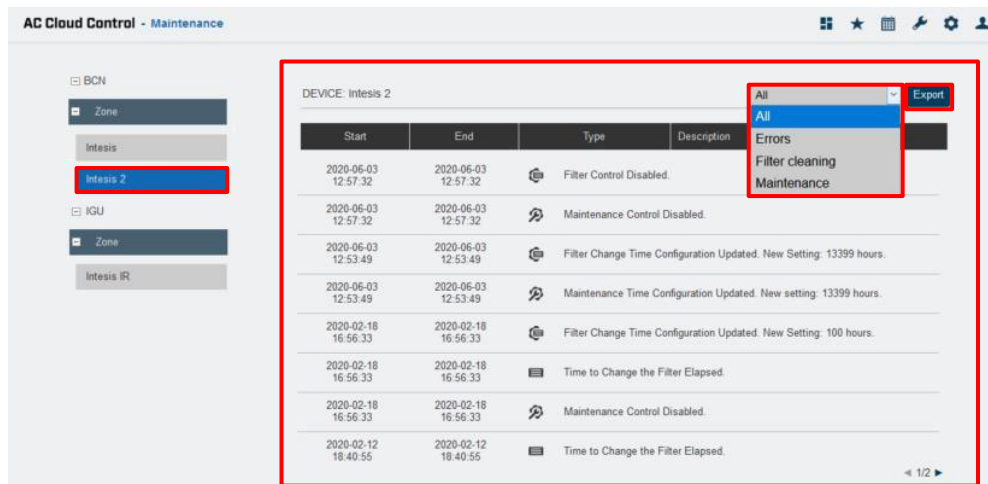 AC Cloud Control - Maintenance
BCN
Zone
Intesis
Intesis 2
IGU
Zone
Intesis IR
DEVICE: Intesis 2
All
Export
All
Errors
Filter cleaning
Maintenance
Start End Type Description
2020-06-03 12:57:32 2020-06-03 12:57:32 Filter Control Disabled.
2020-06-03 12:57:32 2020-06-03 12:57:32 Maintenance Control Disabled.
2020-06-03 12:53:49 2020-06-03 12:53:49 Filter Change Time Configuration Updated. New Setting: 13399 hours.
2020-06-03 12:53:49 2020-06-03 12:53:49 Maintenance Time Configuration Updated. New setting: 13399 hours.
2020-02-18 16:56:33 2020-02-18 16:56:33 Filter Change Time Configuration Updated. New Setting: 100 hours.
2020-02-18 16:56:33 2020-02-18 16:56:33 Time to Change the Filter Elapsed.
2020-02-18 16:56:33 2020-02-18 16:56:33 Maintenance Control Disabled.
2020-02-12 18:40:55 2020-02-12 18:40:55 Time to Change the Filter Elapsed.
1/2